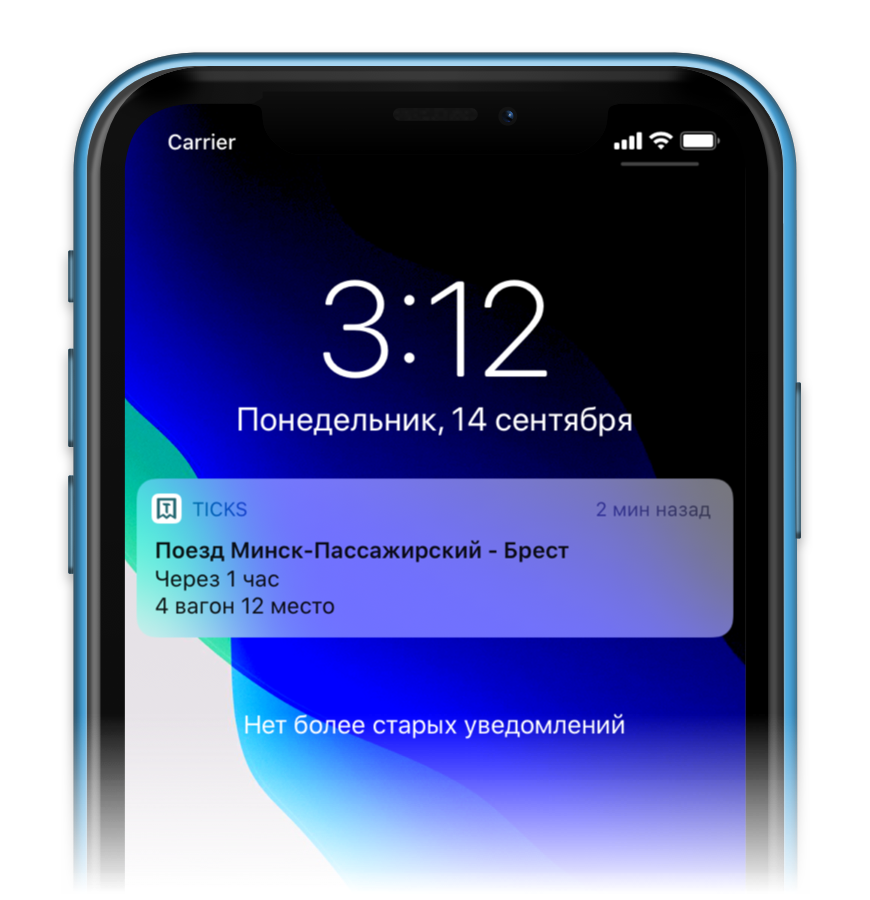 Carrier
3:12
Понедельник, 14 сентября
TICKS
2 мин назад
Поезд Минск-Пассажирский - Брест
Через 1 час
4 вагон 12 место
Нет более старых уведомлений